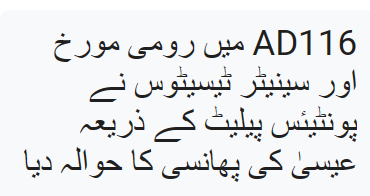 AD116 میں رومی مورخ
اور سینیٹر ٹیسیٹوس نے
پونٹیئس پیلیٹ کے ذریعہ
عیسیٰ کی پھانسی کا حوالہ دیا